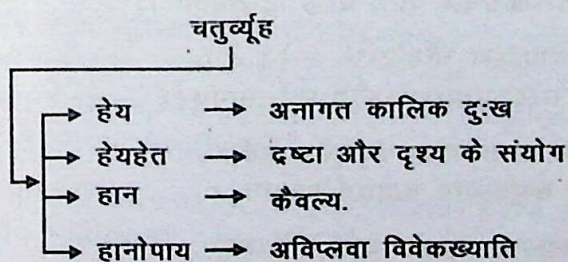 चतुर्व्यूह
हेय → अनागत कालिक दुःख
हेयहेत → द्रष्टा और दृश्य के संयोग
हान → कैवल्य.
हानोपाय → अविप्लवा विवेकख्याति